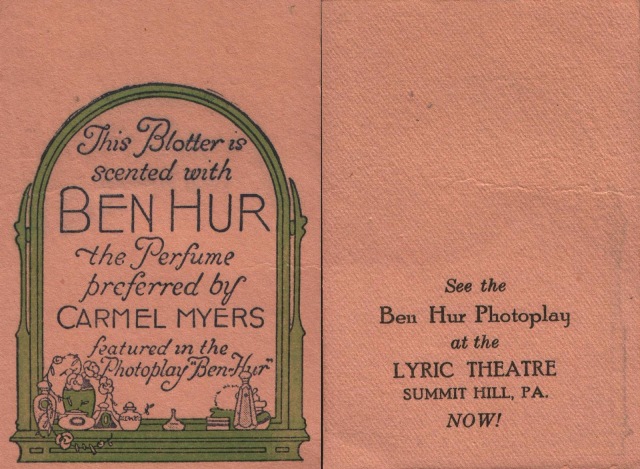 This Blotter is
scented with
BEN HUR
the Perfume
preferred by
CARMEL MYERS
featured in the
Photoplay "Ben-Hur"
See the
Ben Hur Photoplay
at the
LYRIC THEATRE
SUMMIT HILL, PA.
NOW!